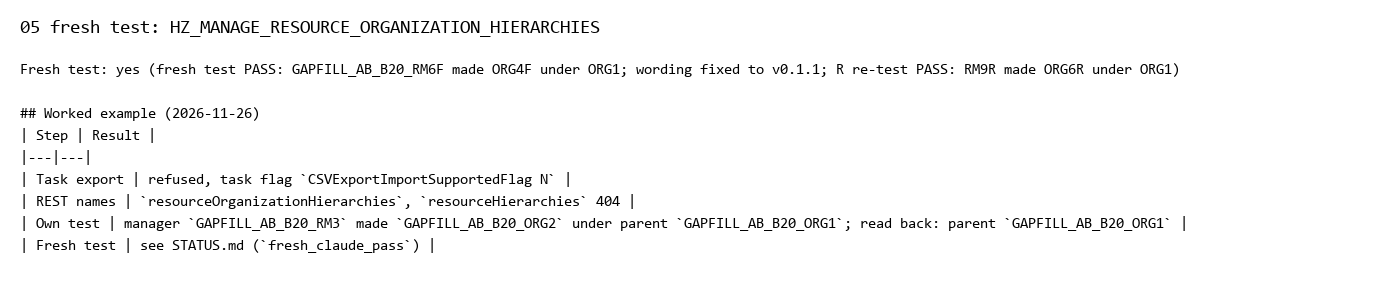 05 fresh test: HZ_MANAGE_RESOURCE_ORGANIZATION_HIERARCHIES
Fresh test: yes (fresh test PASS: GAPFILL_AB_B20_RM6F made ORG4F under ORG1; wording fixed to v0.1.1; R re-test PASS: RM9R made ORG6R under ORG1)
## Worked example (2026-11-26)
| Step | Result |
|---|---|
| Task export | refused, task flag `CSVExportImportSupportedFlag N` |
| REST names | `resourceOrganizationHierarchies`, `resourceHierarchies` 404 |
| Own test | manager `GAPFILL_AB_B20_RM3` made `GAPFILL_AB_B20_ORG2` under parent `GAPFILL_AB_B20_ORG1`; read back: parent `GAPFILL_AB_B20_ORG1` |
| Fresh test | see STATUS.md (`fresh_claude_pass`) |